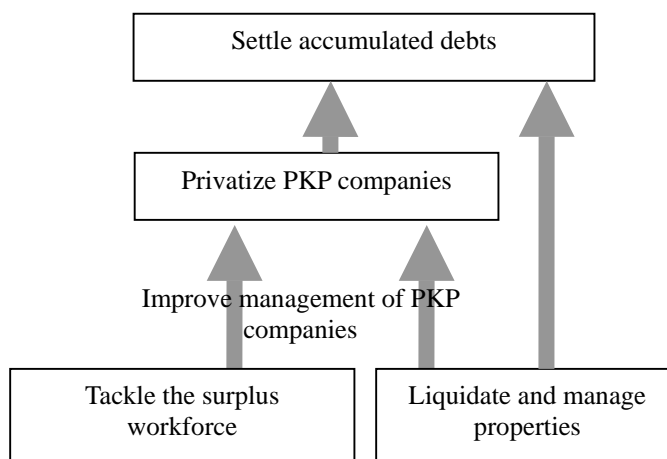 Settle accumulated debts
Privatize PKP companies
Improve management of PKP
companies
Tackle the surplus
workforce
Liquidate and manage
properties